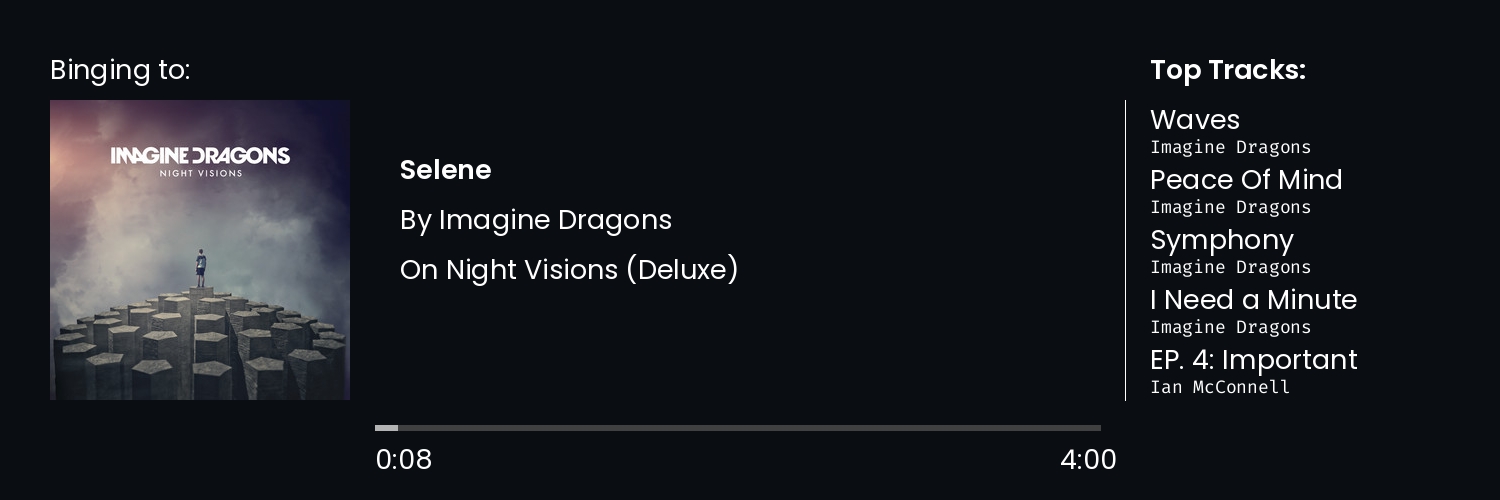 Binging to:
IMAGINE DRAGONS
NIGHT VISIONS
Selene
By Imagine Dragons
On Night Visions (Deluxe)
0:08
4:00
Top Tracks:
Waves
Imagine Dragons
Peace Of Mind
Imagine Dragons
Symphony
Imagine Dragons
I Need a Minute
Imagine Dragons
EP. 4: Important
Ian McConnell